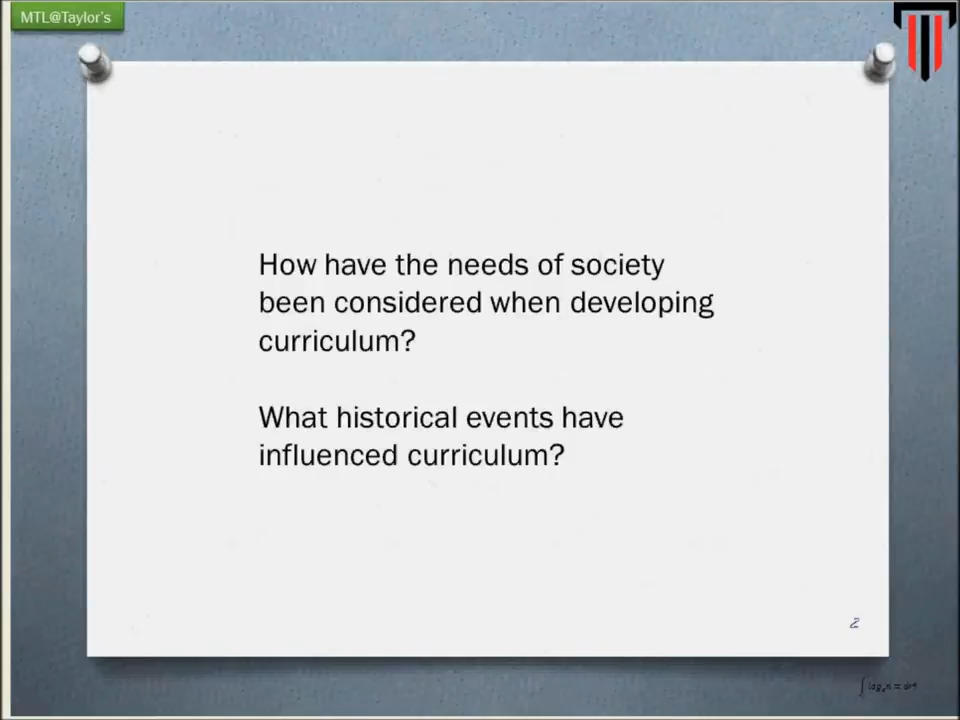 MTL@Taylor's
How have the needs of society
been considered when developing
curriculum?
What historical events have
influenced curriculum?
2